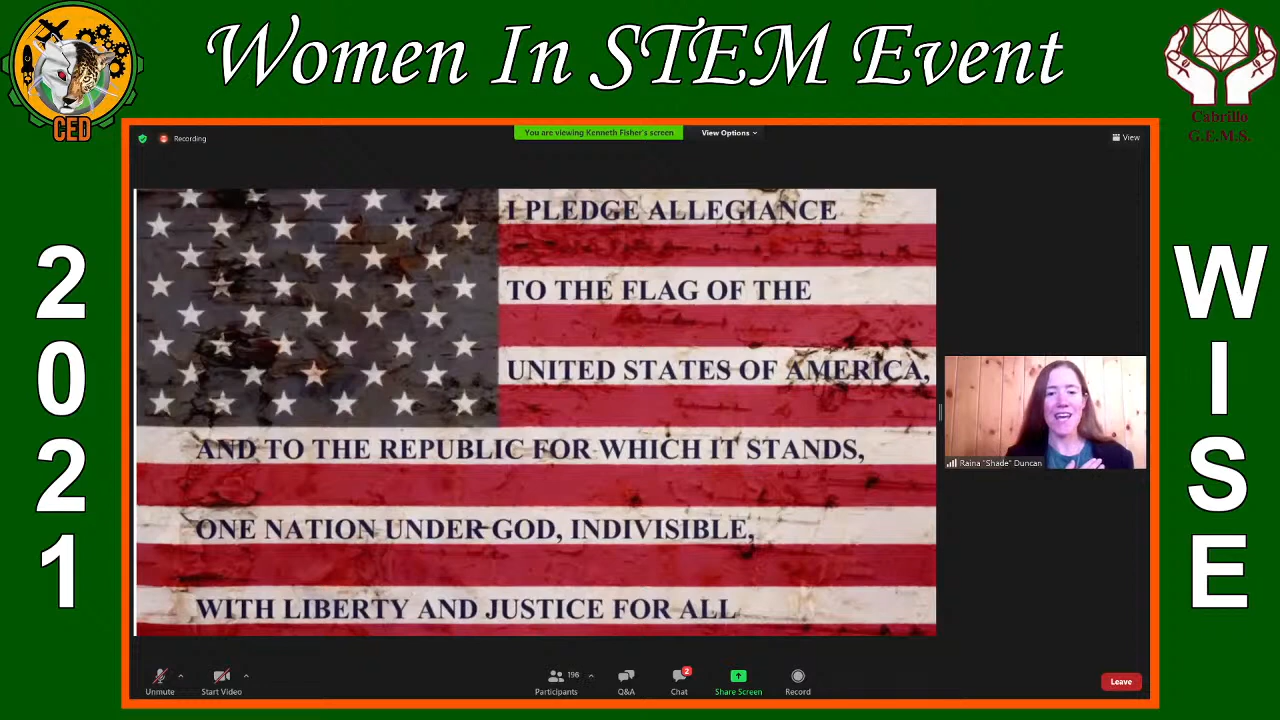 Women In STEM Event
CED
Cabrillo
G.E.M.S.
2021
WISE
Recording
You are viewing Kenneth Fisher's screen
View Options
View
I PLEDGE ALLEGIANCE
TO THE FLAG OF THE
UNITED STATES OF AMERICA,
AND TO THE REPUBLIC FOR WHICH IT STANDS,
ONE NATION UNDER GOD, INDIVISIBLE,
WITH LIBERTY AND JUSTICE FOR ALL
Raina "Shade" Duncan
Unmute
Start Video
196
Participants
Q&A
2
Chat
Share Screen
Record
Leave